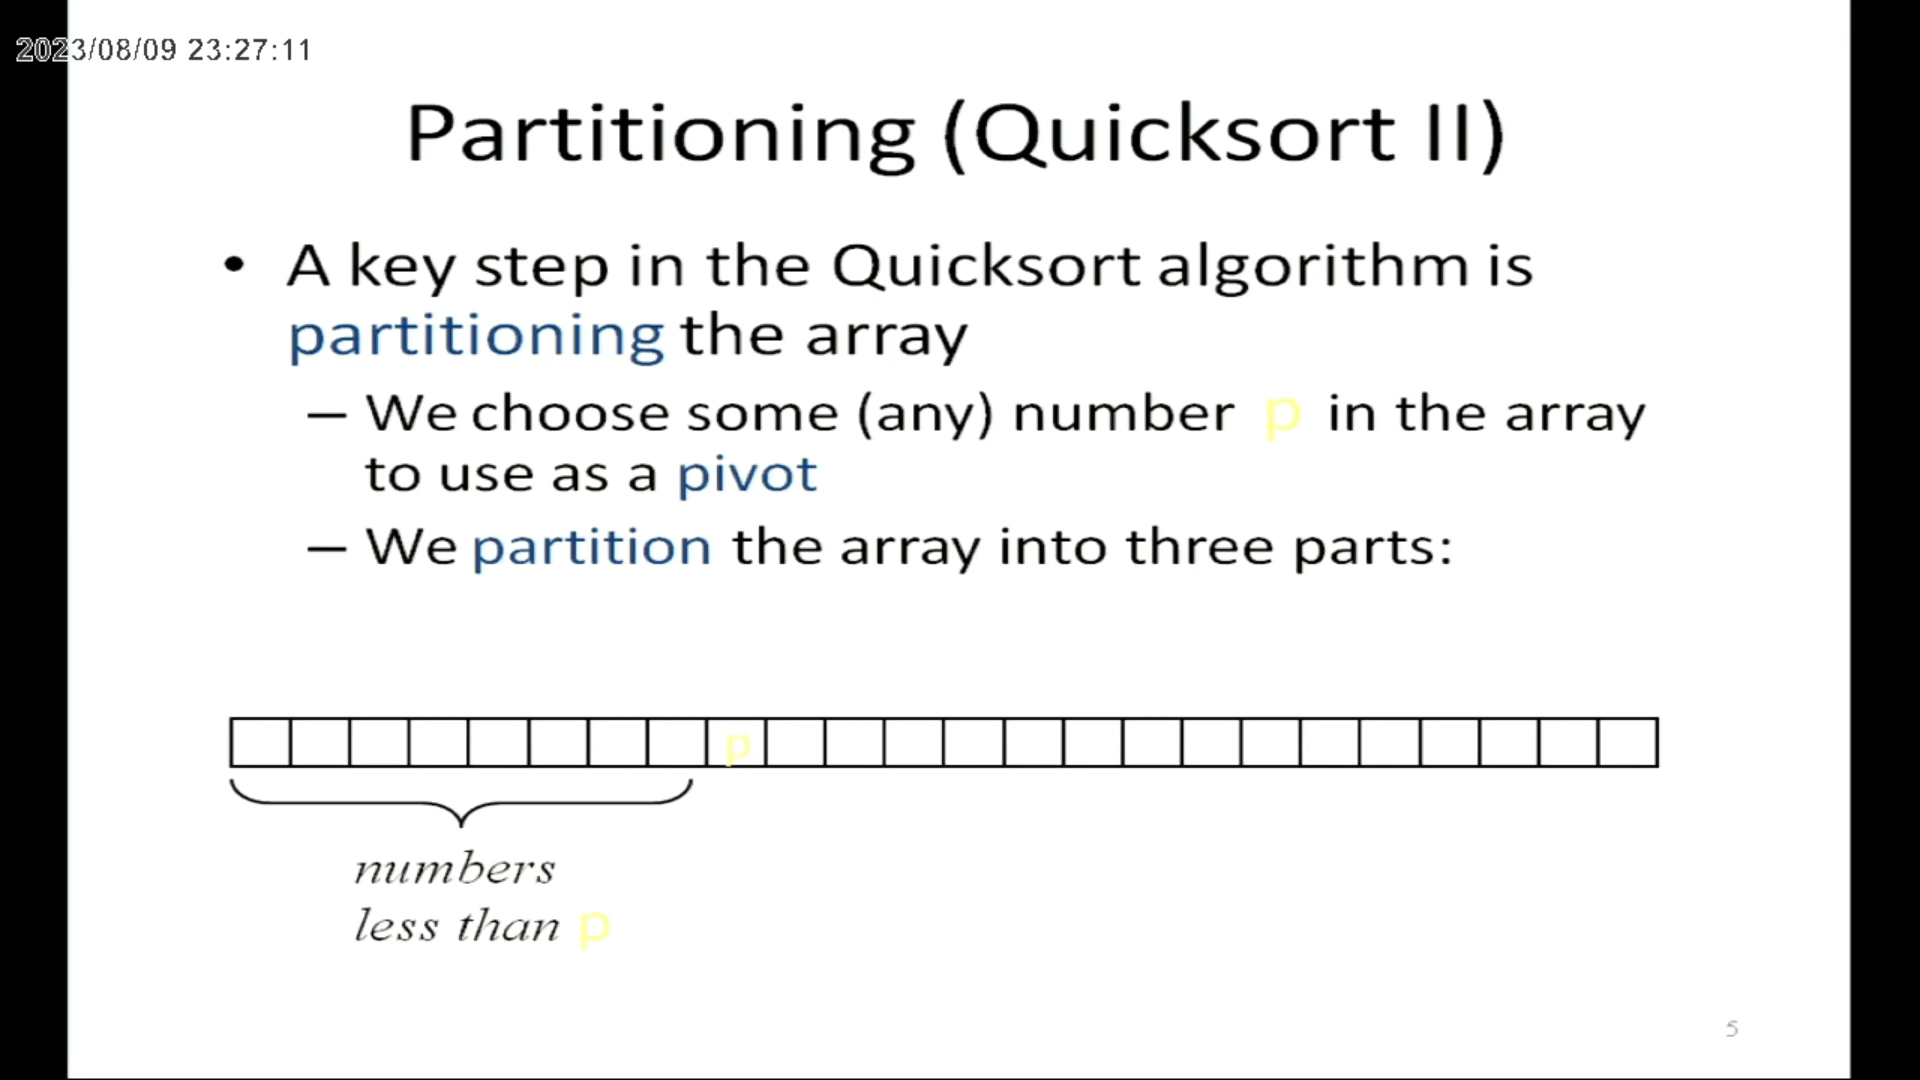 2023/08/09 23:27:11
Partitioning (Quicksort II)
• A key step in the Quicksort algorithm is
partitioning the array
– We choose some (any) number p in the array
to use as a pivot
– We partition the array into three parts:
p
numbers
less than p
5